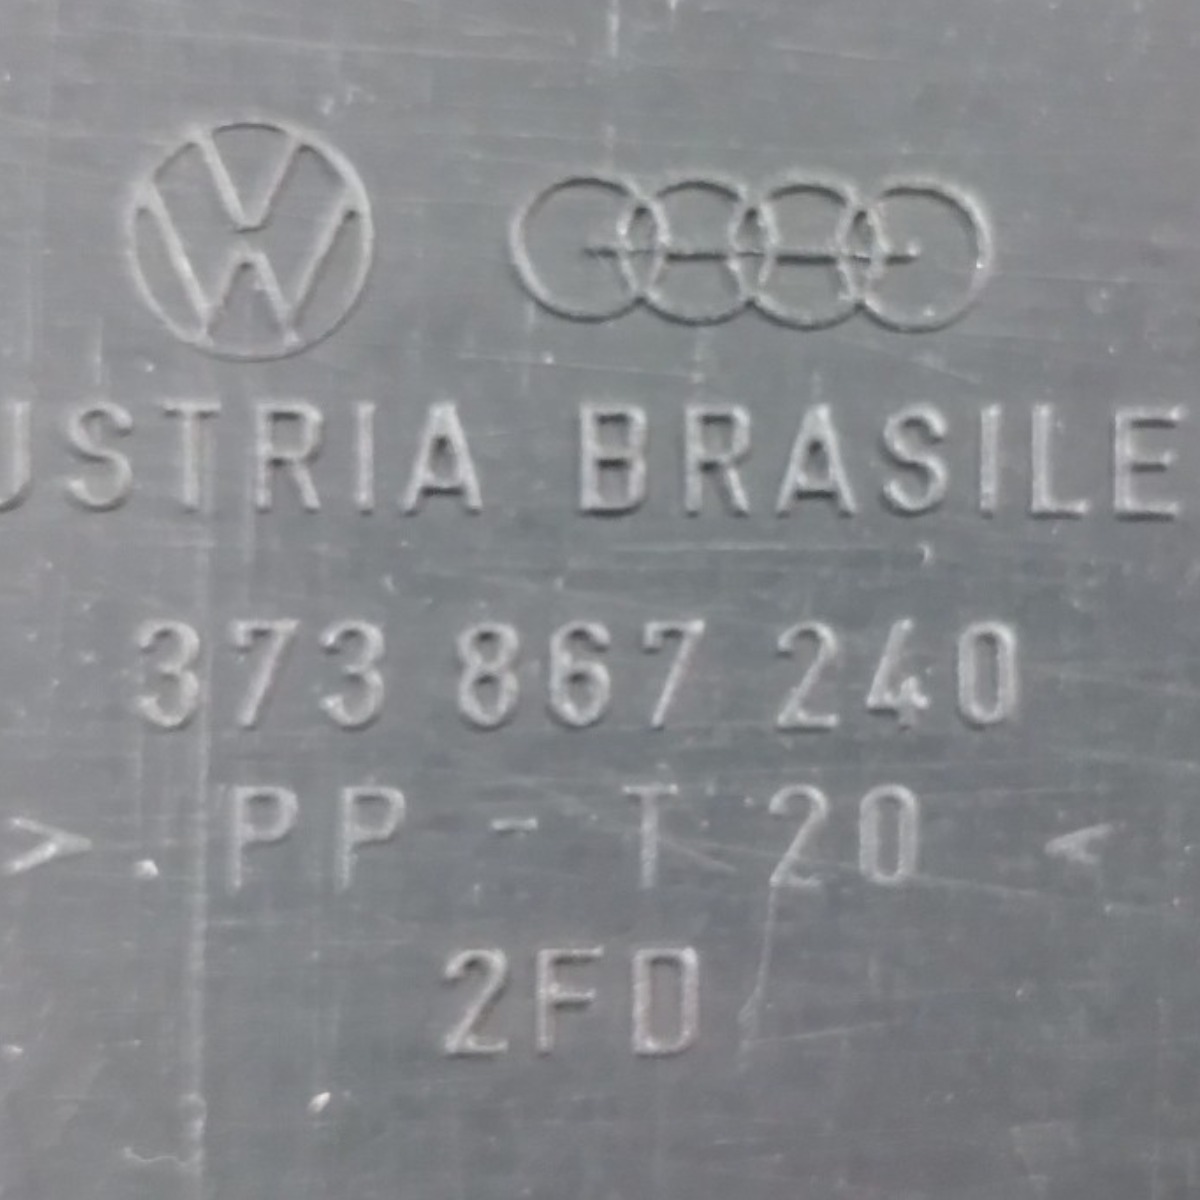 USTRIA BRASILE
373 867 240
>. PP - T 20 <
2FD